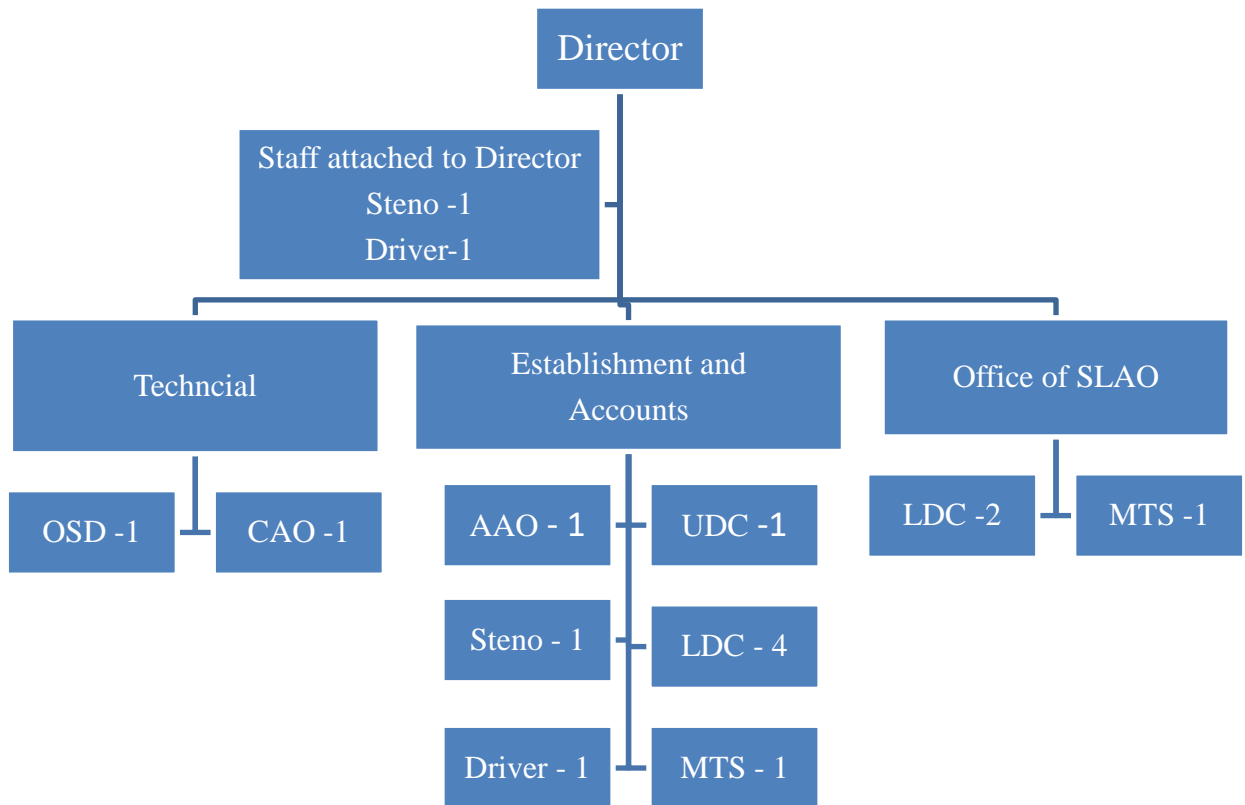 Director
Staff attached to Director
Steno -1
Driver-1
Techncial
Establishment and
Accounts
Office of SLAO
OSD -1
CAO -1
AAO - 1
UDC -1
LDC -2
MTS -1
Steno - 1
LDC - 4
Driver - 1
MTS - 1